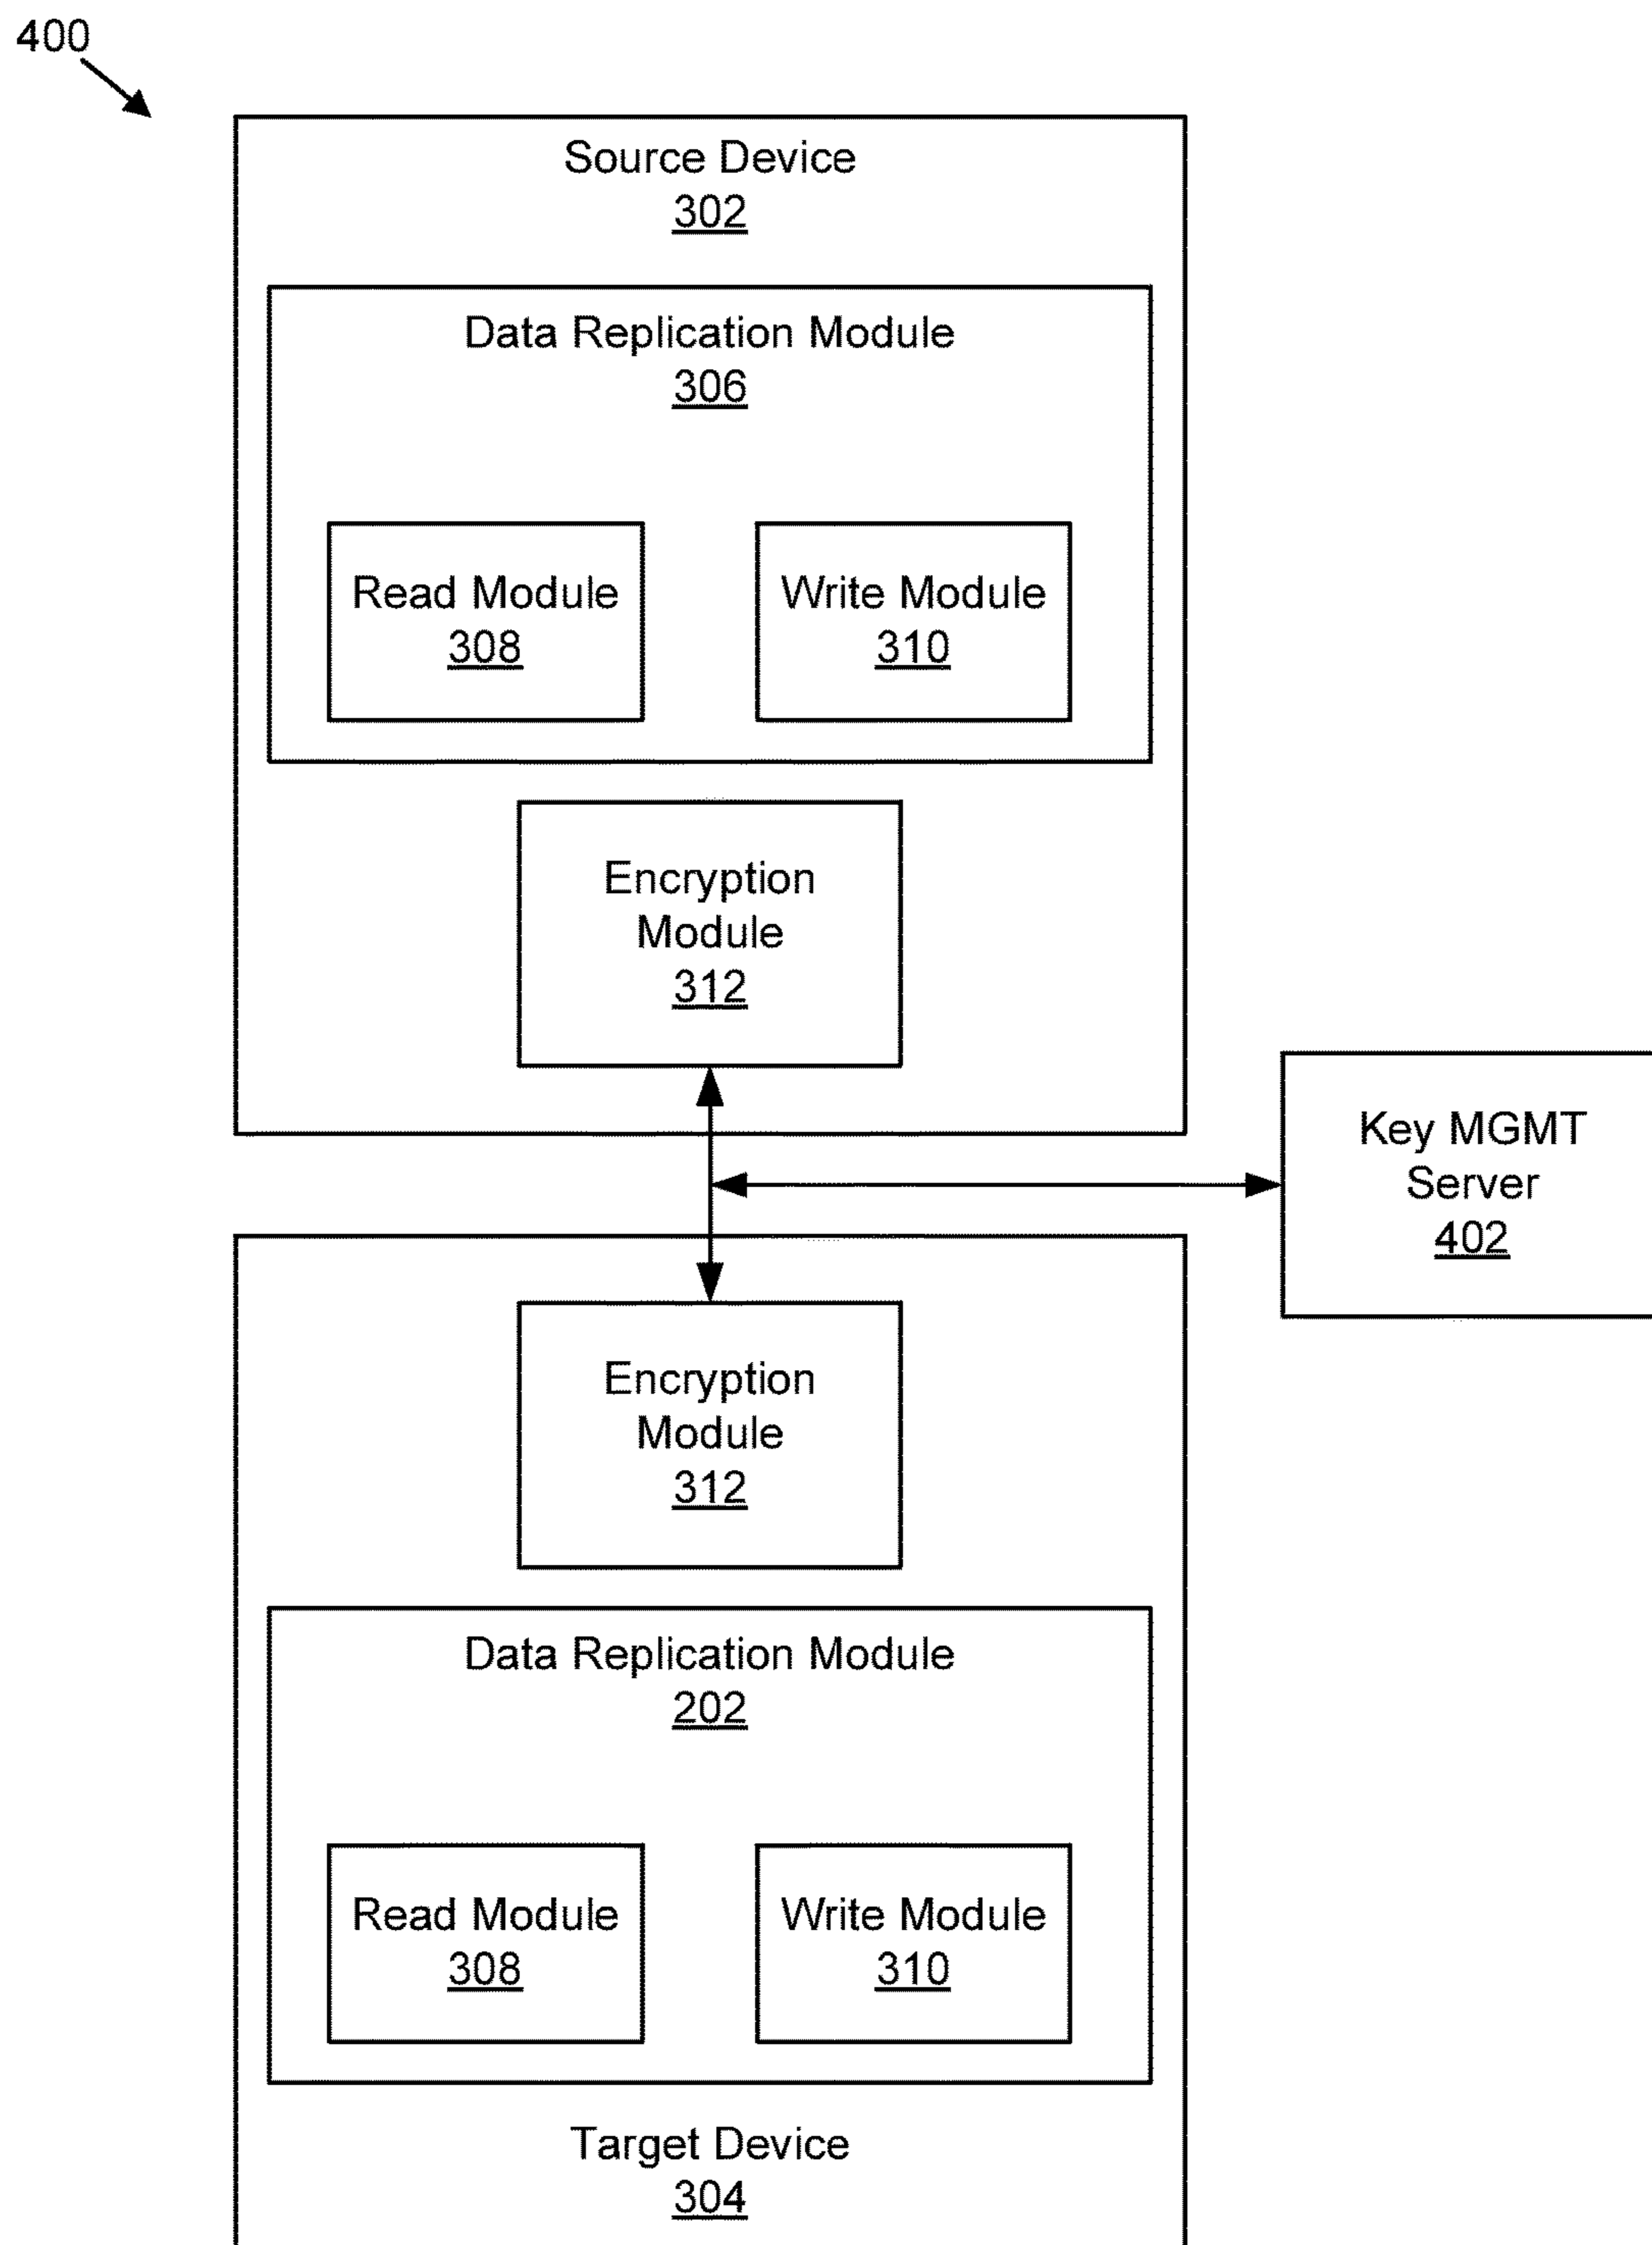 400
Source Device
302
Data Replication Module
306
Read Module
308
Write Module
310
Encryption
Module
312
Key MGMT
Server
402
Encryption
Module
312
Data Replication Module
202
Read Module
308
Write Module
310
Target Device
304